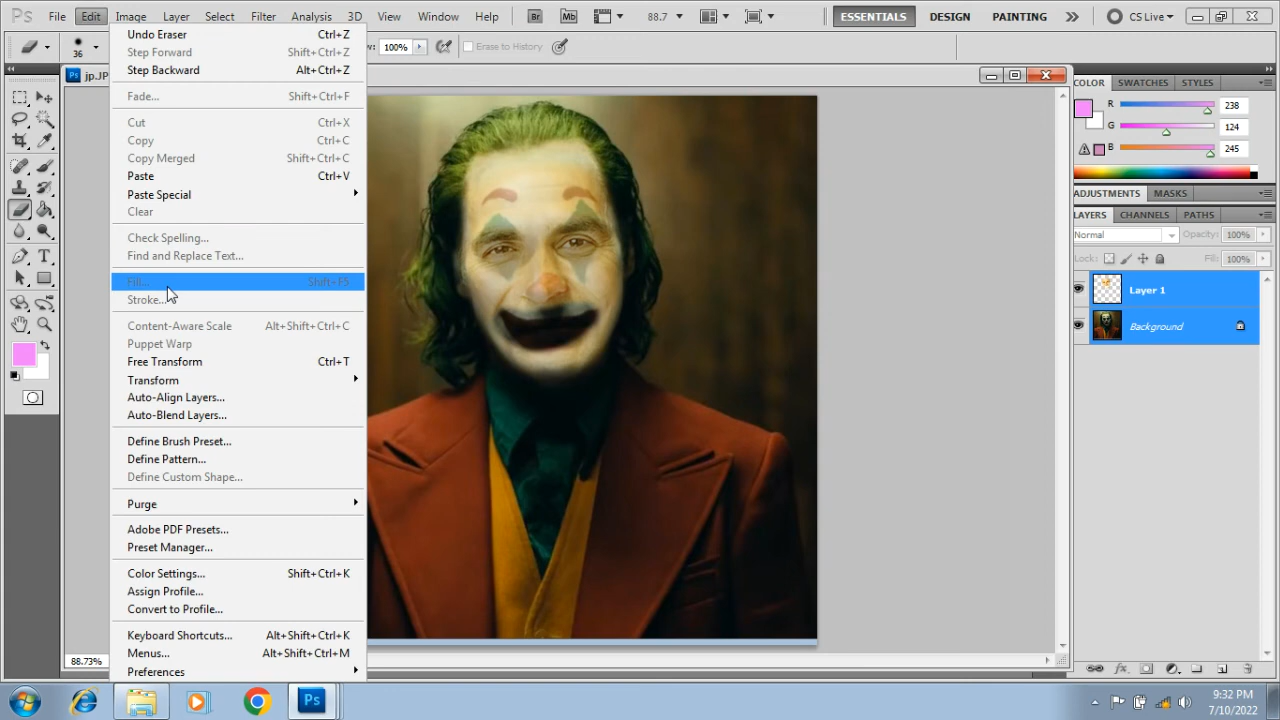 Ps File Edit Image Layer Select Filter Analysis 3D View Window Help Br Mb 88.7 ESSENTIALS DESIGN PAINTING CS Live
36 100% Erase to History
Ps jp.JP
Undo Eraser Ctrl+Z
Step Forward Shift+Ctrl+Z
Step Backward Alt+Ctrl+Z
Fade... Shift+Ctrl+F
Cut Ctrl+X
Copy Ctrl+C
Copy Merged Shift+Ctrl+C
Paste Ctrl+V
Paste Special
Clear
Check Spelling...
Find and Replace Text...
Fill... Shift+F5
Stroke...
Content-Aware Scale Alt+Shift+Ctrl+C
Puppet Warp
Free Transform Ctrl+T
Transform
Auto-Align Layers...
Auto-Blend Layers...
Define Brush Preset...
Define Pattern...
Define Custom Shape...
Purge
Adobe PDF Presets...
Preset Manager...
Color Settings... Shift+Ctrl+K
Assign Profile...
Convert to Profile...
Keyboard Shortcuts... Alt+Shift+Ctrl+K
Menus... Alt+Shift+Ctrl+M
Preferences
88.73%
COLOR SWATCHES STYLES
R 238
G 124
B 245
ADJUSTMENTS MASKS
LAYERS CHANNELS PATHS
Normal Opacity: 100%
Lock: Fill: 100%
Layer 1
Background
fx
Ps
9:32 PM
7/10/2022